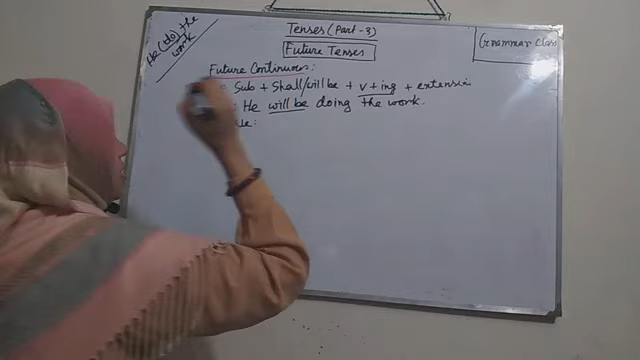 Tenses (Part-3)
Future Tenses
Grammar Class
He (do) the
work
Future Continuous:
Sub + Shall/will be + v + ing + extensi
: He will be doing the work.